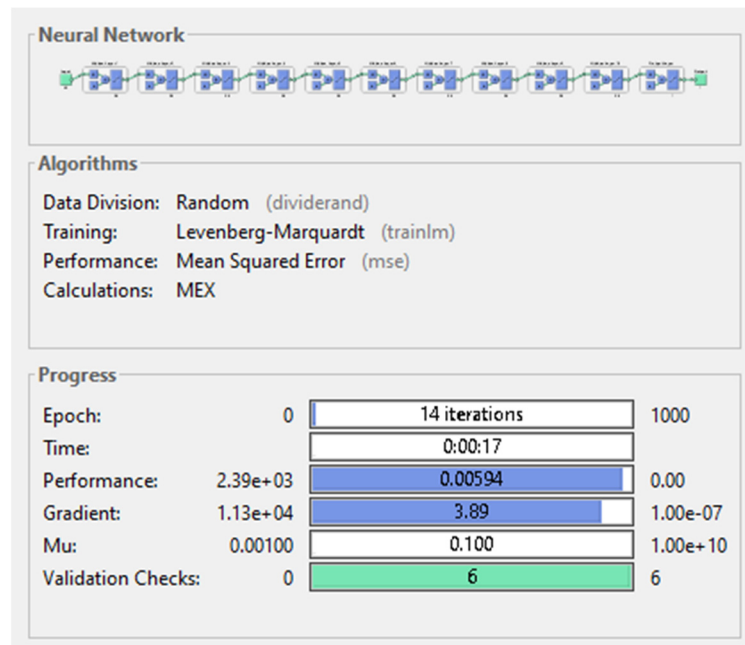 Neural Network
Algorithms
Data Division: Random (dividerand)
Training: Levenberg-Marquardt (trainlm)
Performance: Mean Squared Error (mse)
Calculations: MEX
Progress
Epoch: 0 14 iterations 1000
Time: 0:00:17
Performance: 2.39e+03 0.00594 0.00
Gradient: 1.13e+04 3.89 1.00e-07
Mu: 0.00100 0.100 1.00e+10
Validation Checks: 0 6 6